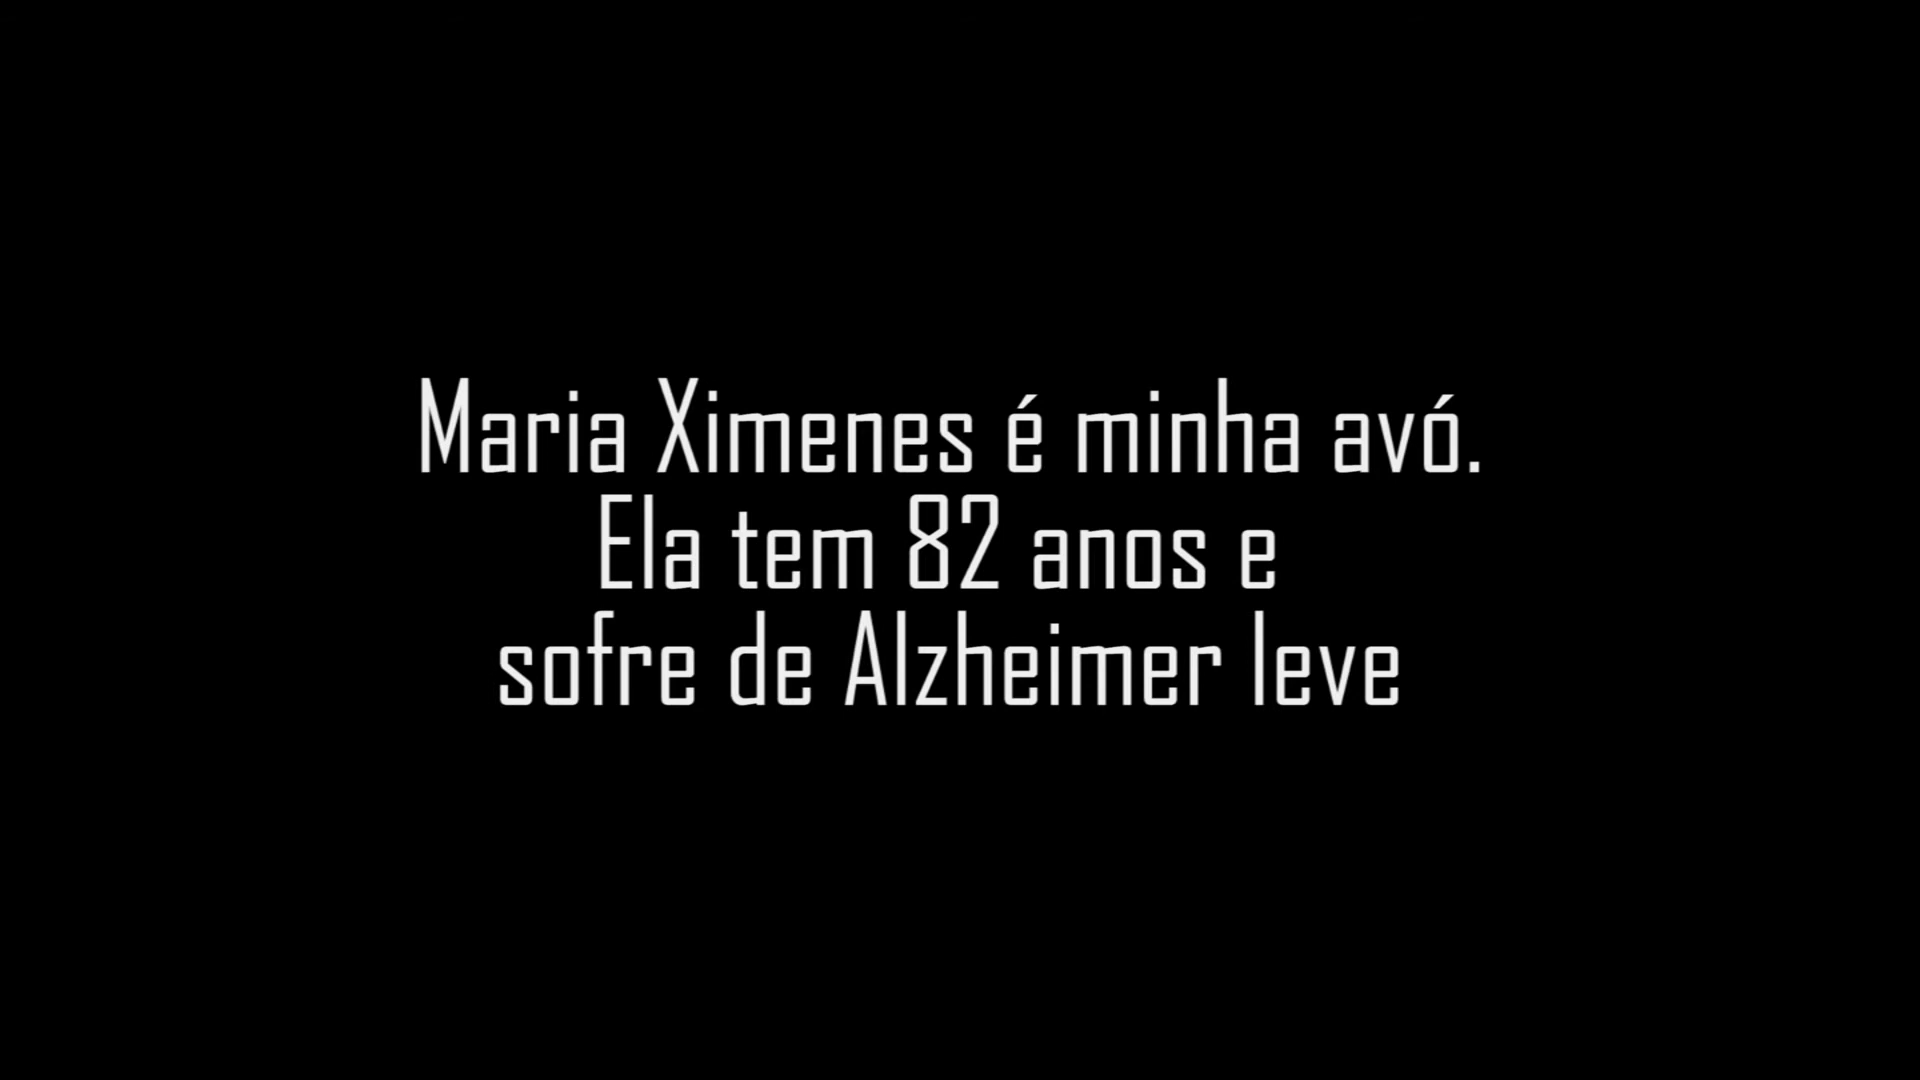 Maria Ximenes é minha avó.
Ela tem 82 anos e
sofre de Alzheimer leve